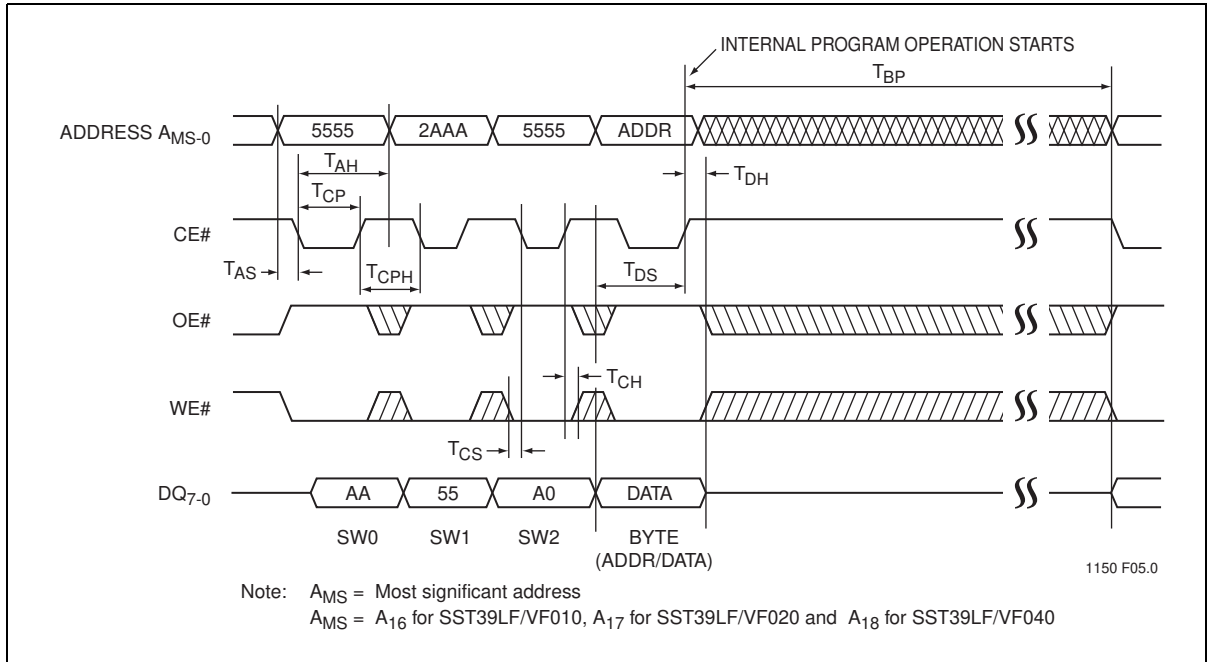 INTERNAL PROGRAM OPERATION STARTS
TBP
ADDRESS AMS-0
5555 2AAA 5555 ADDR
TAH
TDH
TCP
CE#
TAS
TCPH
TDS
OE#
TCH
WE#
TCS
DQ7-0
AA 55 A0 DATA
SW0 SW1 SW2 BYTE
(ADDR/DATA)
1150 F05.0
Note: AMS = Most significant address
AMS = A16 for SST39LF/VF010, A17 for SST39LF/VF020 and A18 for SST39LF/VF040